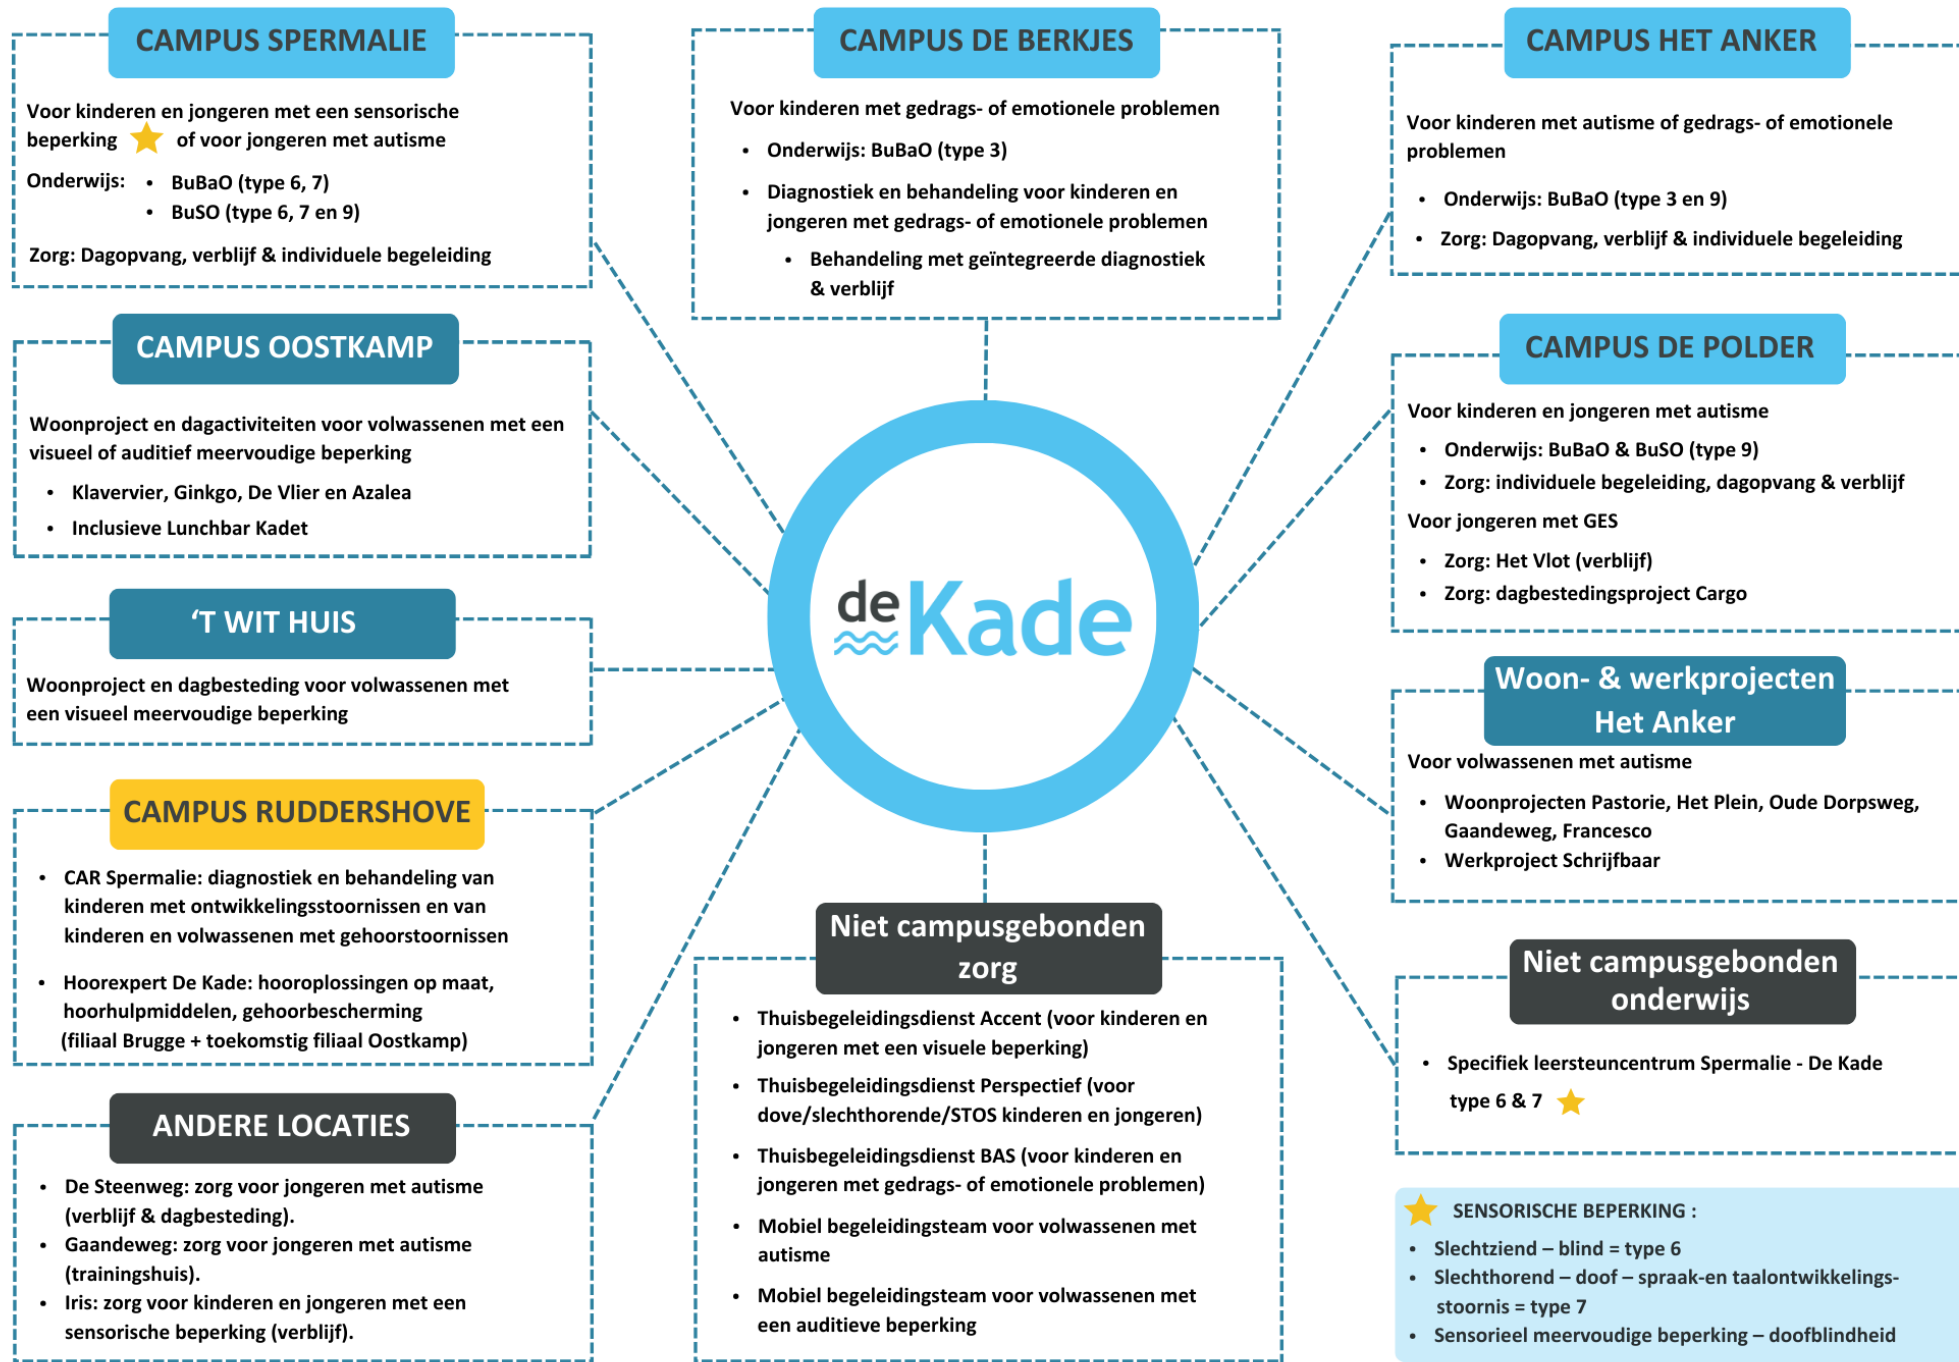 CAMPUS SPERMALIE
Voor kinderen en jongeren met een sensorische
beperking of voor jongeren met autisme
Onderwijs: • BuBaO (type 6, 7)
• BuSO (type 6, 7 en 9)
Zorg: Dagopvang, verblijf & individuele begeleiding
CAMPUS OOSTKAMP
Woonproject en dagactiviteiten voor volwassenen met een
visueel of auditief meervoudige beperking
• Klavervier, Ginkgo, De Vlier en Azalea
• Inclusieve Lunchbar Kadet
‘T WIT HUIS
Woonproject en dagbesteding voor volwassenen met
een visueel meervoudige beperking
CAMPUS RUDDERSHOVE
• CAR Spermalie: diagnostiek en behandeling van
kinderen met ontwikkelingsstoornissen en van
kinderen en volwassenen met gehoorstoornissen
• Hoorexpert De Kade: hooroplossingen op maat,
hoorhulpmiddelen, gehoorbescherming
(filiaal Brugge + toekomstig filiaal Oostkamp)
ANDERE LOCATIES
• De Steenweg: zorg voor jongeren met autisme
(verblijf & dagbesteding).
• Gaandeweg: zorg voor jongeren met autisme
(trainingshuis).
• Iris: zorg voor kinderen en jongeren met een
sensorische beperking (verblijf).
CAMPUS DE BERKJES
Voor kinderen met gedrags- of emotionele problemen
• Onderwijs: BuBaO (type 3)
• Diagnostiek en behandeling voor kinderen en
jongeren met gedrags- of emotionele problemen
• Behandeling met geïntegreerde diagnostiek
& verblijf
de Kade
Niet campusgebonden
zorg
• Thuisbegeleidingsdienst Accent (voor kinderen en
jongeren met een visuele beperking)
• Thuisbegeleidingsdienst Perspectief (voor
dove/slechthorende/STOS kinderen en jongeren)
• Thuisbegeleidingsdienst BAS (voor kinderen en
jongeren met gedrags- of emotionele problemen)
• Mobiel begeleidingsteam voor volwassenen met
autisme
• Mobiel begeleidingsteam voor volwassenen met
een auditieve beperking
CAMPUS HET ANKER
Voor kinderen met autisme of gedrags- of emotionele
problemen
• Onderwijs: BuBaO (type 3 en 9)
• Zorg: Dagopvang, verblijf & individuele begeleiding
CAMPUS DE POLDER
Voor kinderen en jongeren met autisme
• Onderwijs: BuBaO & BuSO (type 9)
• Zorg: individuele begeleiding, dagopvang & verblijf
Voor jongeren met GES
• Zorg: Het Vlot (verblijf)
• Zorg: dagbestedingsproject Cargo
Woon- & werkprojecten
Het Anker
Voor volwassenen met autisme
• Woonprojecten Pastorie, Het Plein, Oude Dorpsweg,
Gaandeweg, Francesco
• Werkproject Schrijfbaar
Niet campusgebonden
onderwijs
• Specifiek leersteuncentrum Spermalie - De Kade
type 6 & 7
SENSORISCHE BEPERKING :
• Slechtziend – blind = type 6
• Slechthorend – doof – spraak-en taalontwikkelings-
stoornis = type 7
• Sensorieel meervoudige beperking – doofblindheid